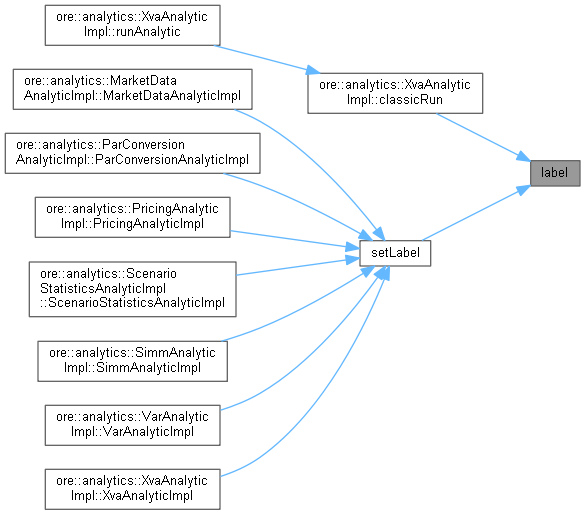 ore::analytics::XvaAnalytic
Impl::runAnalytic
ore::analytics::MarketData
AnalyticImpl::MarketDataAnalyticImpl
ore::analytics::XvaAnalytic
Impl::classicRun
ore::analytics::ParConversion
AnalyticImpl::ParConversionAnalyticImpl
label
ore::analytics::PricingAnalytic
Impl::PricingAnalyticImpl
setLabel
ore::analytics::Scenario
StatisticsAnalyticImpl
::ScenarioStatisticsAnalyticImpl
ore::analytics::SimmAnalytic
Impl::SimmAnalyticImpl
ore::analytics::VarAnalytic
Impl::VarAnalyticImpl
ore::analytics::XvaAnalytic
Impl::XvaAnalyticImpl